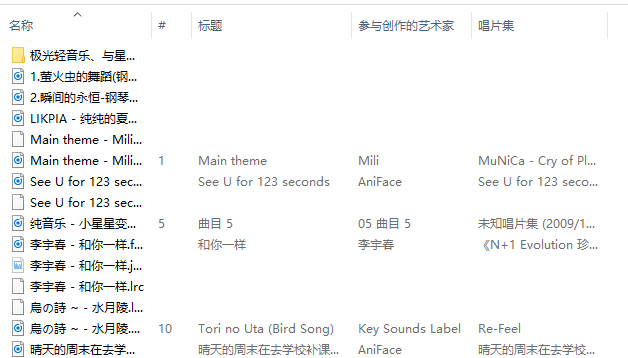 名称 # 标题 参与创作的艺术家 唱片集
极光轻音乐、与星...
1.萤火虫的舞蹈(钢...
2.瞬间的永恒-钢琴...
LIKPIA - 纯纯的夏...
Main theme - Mili...
Main theme - Mili... 1 Main theme Mili MuNiCa - Cry of Pl...
See U for 123 sec... See U for 123 seconds AniFace See U for 123 seco...
See U for 123 sec...
纯音乐 - 小星星变... 5 曲目 5 05 曲目 5 未知唱片集 (2009/1...
李宇春 - 和你一样.f... 和你一样 李宇春 《N+1 Evolution 珍...
李宇春 - 和你一样.j...
李宇春 - 和你一样.lrc
鳥の詩 ~ - 水月陵.l...
鳥の詩 ~ - 水月陵.... 10 Tori no Uta (Bird Song) Key Sounds Label Re-Feel
晴天的周末在去学... 晴天的周末在去学校补课... AniFace 晴天的周末在去学校...